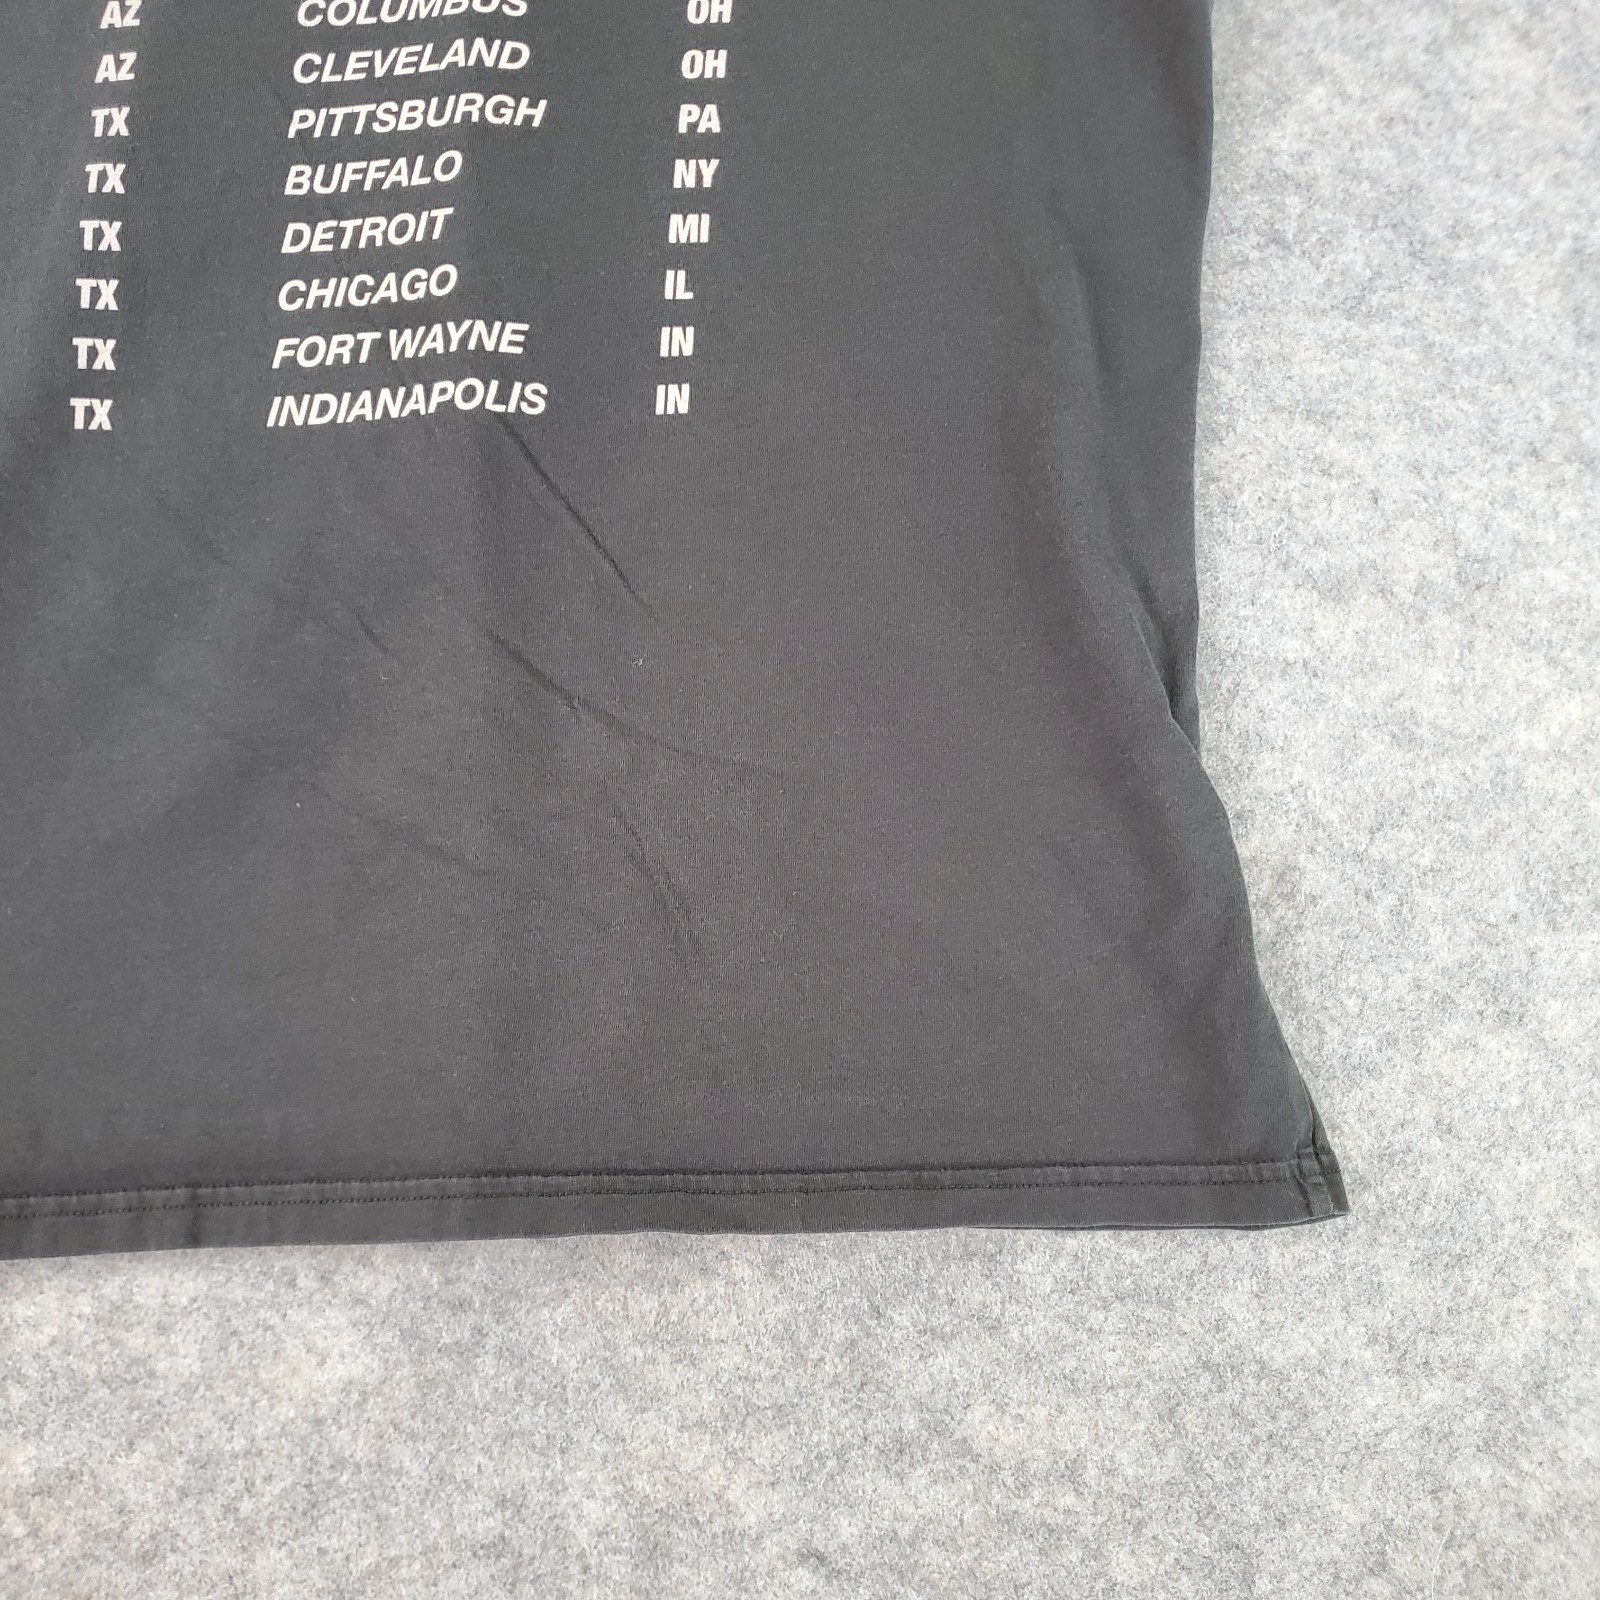 AZ COLUMBUS OH
AZ CLEVELAND OH
TX PITTSBURGH PA
TX BUFFALO NY
TX DETROIT MI
TX CHICAGO IL
TX FORT WAYNE IN
TX INDIANAPOLIS IN